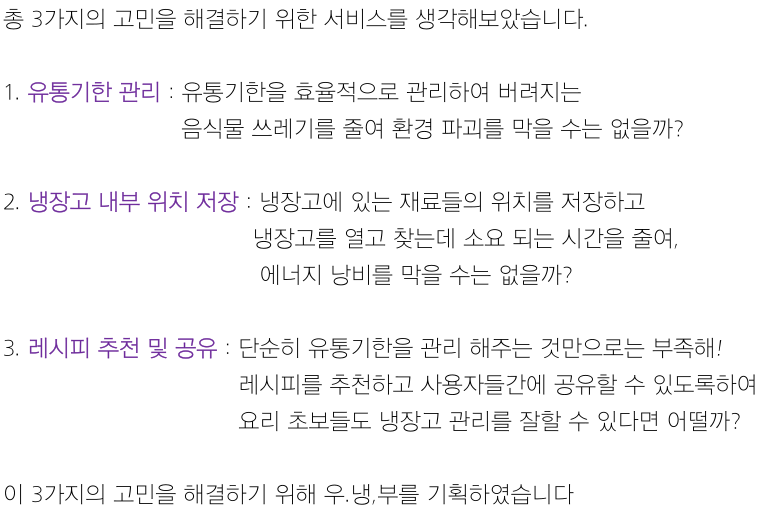 총 3가지의 고민을 해결하기 위한 서비스를 생각해보았습니다.
1. 유통기한 관리 : 유통기한을 효율적으로 관리하여 버려지는
음식물 쓰레기를 줄여 환경 파괴를 막을 수는 없을까?
2. 냉장고 내부 위치 저장 : 냉장고에 있는 재료들의 위치를 저장하고
냉장고를 열고 찾는데 소요 되는 시간을 줄여,
에너지 낭비를 막을 수는 없을까?
3. 레시피 추천 및 공유 : 단순히 유통기한을 관리 해주는 것만으로는 부족해!
레시피를 추천하고 사용자들간에 공유할 수 있도록하여
요리 초보들도 냉장고 관리를 잘할 수 있다면 어떨까?
이 3가지의 고민을 해결하기 위해 우.냉,부를 기획하였습니다